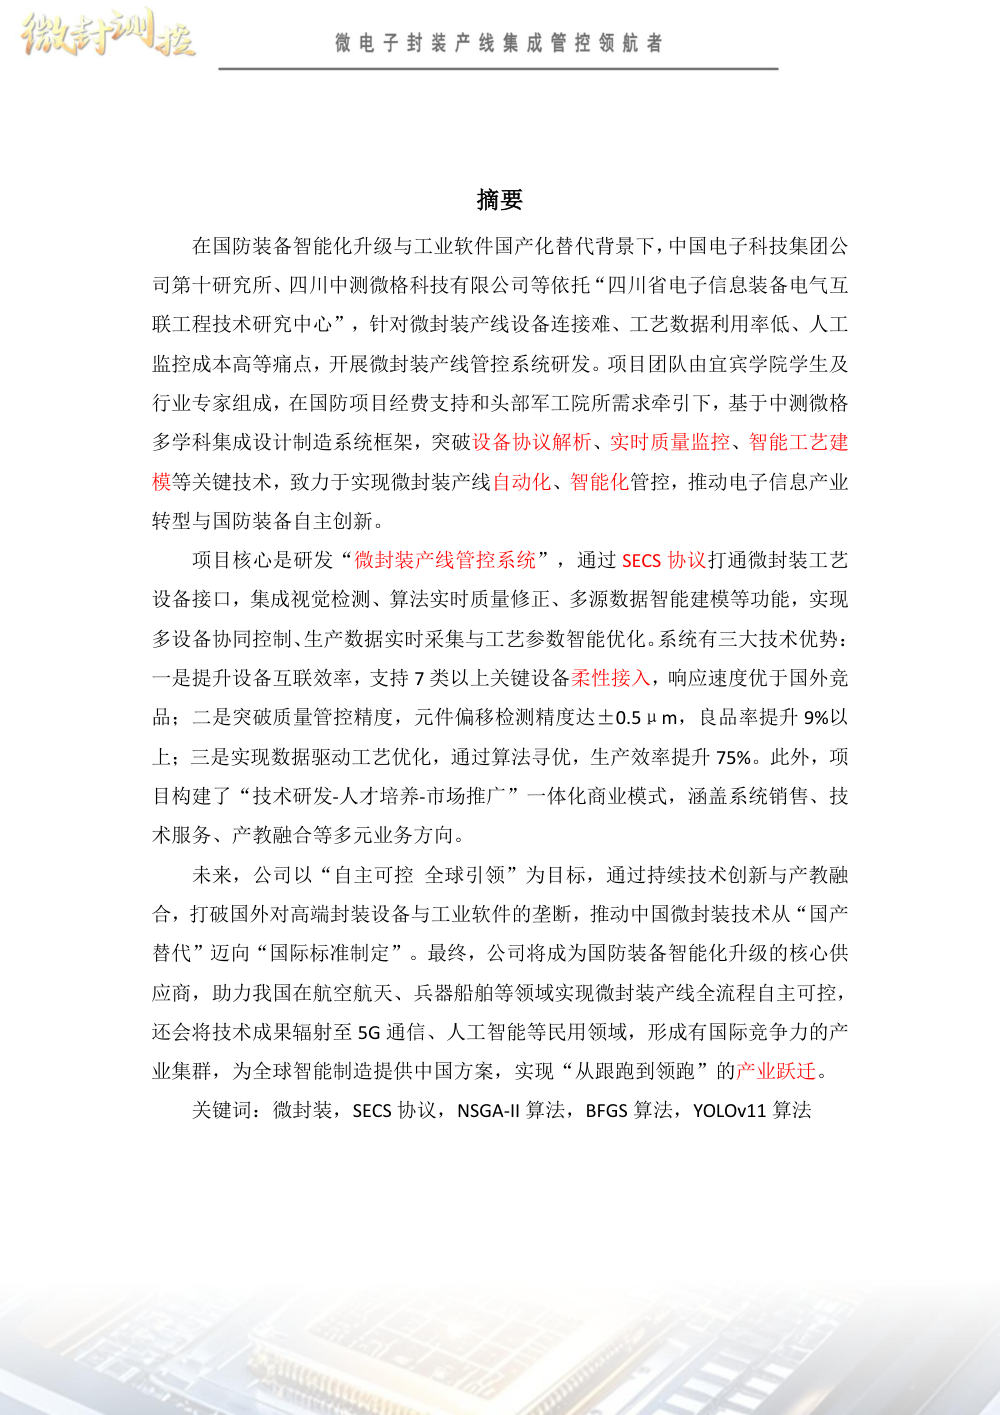 微封测控
微电子封装产线集成管控领航者
摘要
在国防装备智能化升级与工业软件国产化替代背景下，中国电子科技集团公
司第十研究所、四川中测微格科技有限公司等依托“四川省电子信息装备电气互
联工程技术研究中心”，针对微封装产线设备连接难、工艺数据利用率低、人工
监控成本高等痛点，开展微封装产线管控系统研发。项目团队由宜宾学院学生及
行业专家组成，在国防项目经费支持和头部军工院所需求牵引下，基于中测微格
多学科集成设计制造系统框架，突破设备协议解析、实时质量监控、智能工艺建
模等关键技术，致力于实现微封装产线自动化、智能化管控，推动电子信息产业
转型与国防装备自主创新。
项目核心是研发“微封装产线管控系统”，通过 SECS 协议打通微封装工艺
设备接口，集成视觉检测、算法实时质量修正、多源数据智能建模等功能，实现
多设备协同控制、生产数据实时采集与工艺参数智能优化。系统有三大技术优势：
一是提升设备互联效率，支持 7 类以上关键设备柔性接入，响应速度优于国外竞
品；二是突破质量管控精度，元件偏移检测精度达±0.5μm，良品率提升 9%以
上；三是实现数据驱动工艺优化，通过算法寻优，生产效率提升 75%。此外，项
目构建了“技术研发-人才培养-市场推广”一体化商业模式，涵盖系统销售、技
术服务、产教融合等多元业务方向。
未来，公司以“自主可控 全球引领”为目标，通过持续技术创新与产教融
合，打破国外对高端封装设备与工业软件的垄断，推动中国微封装技术从“国产
替代”迈向“国际标准制定”。最终，公司将成为国防装备智能化升级的核心供
应商，助力我国在航空航天、兵器船舶等领域实现微封装产线全流程自主可控，
还会将技术成果辐射至 5G 通信、人工智能等民用领域，形成有国际竞争力的产
业集群，为全球智能制造提供中国方案，实现“从跟跑到领跑”的产业跃迁。
关键词：微封装，SECS 协议，NSGA-II 算法，BFGS 算法，YOLOv11 算法